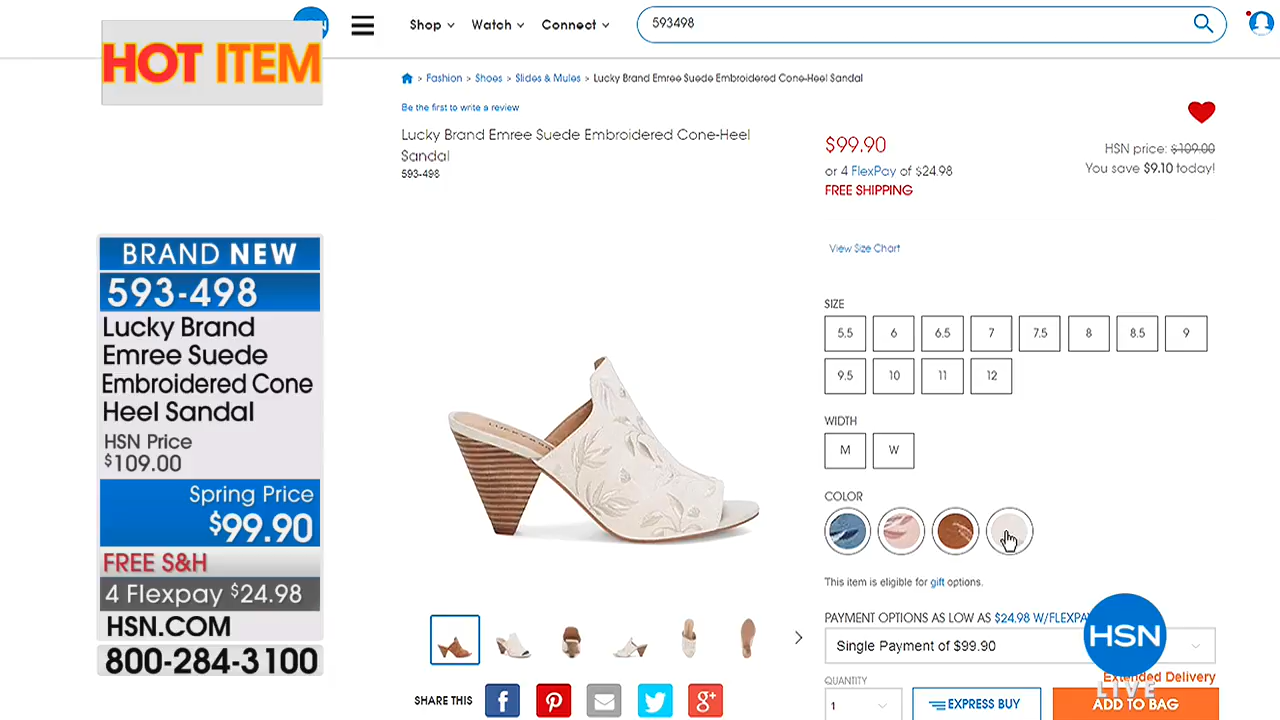 HOT ITEM
Shop
Watch
Connect
593498
Fashion > Shoes > Slides & Mules > Lucky Brand Emree Suede Embroidered Cone-Heel Sandal
Be the first to write a review
Lucky Brand Emree Suede Embroidered Cone-Heel
Sandal
593-498
$99.90
HSN price: $109.00
or 4 FlexPay of $24.98
You save $9.10 today!
FREE SHIPPING
View Size Chart
SIZE
5.5 6 6.5 7 7.5 8 8.5 9
9.5 10 11 12
WIDTH
M W
COLOR
This item is eligible for gift options.
PAYMENT OPTIONS AS LOW AS $24.98 W/FLEXPA
Single Payment of $99.90
Extended Delivery
QUANTITY
1
EXPRESS BUY
ADD TO BAG
SHARE THIS
BRAND NEW
593-498
Lucky Brand
Emree Suede
Embroidered Cone
Heel Sandal
HSN Price
$109.00
Spring Price
$99.90
FREE S&H
4 Flexpay $24.98
HSN.COM
800-284-3100
HSN
LIVE